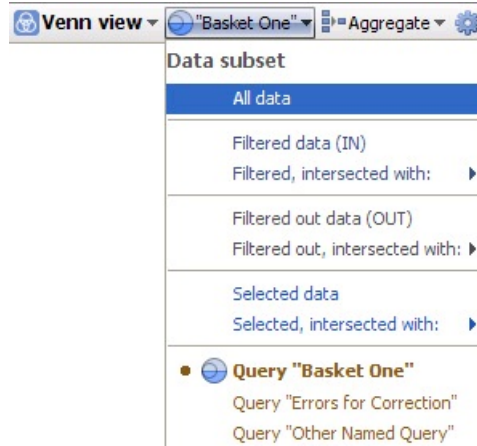 Venn view "Basket One" Aggregate
Data subset
All data
Filtered data (IN)
Filtered, intersected with:
Filtered out data (OUT)
Filtered out, intersected with:
Selected data
Selected, intersected with:
Query "Basket One"
Query "Errors for Correction"
Query "Other Named Query"